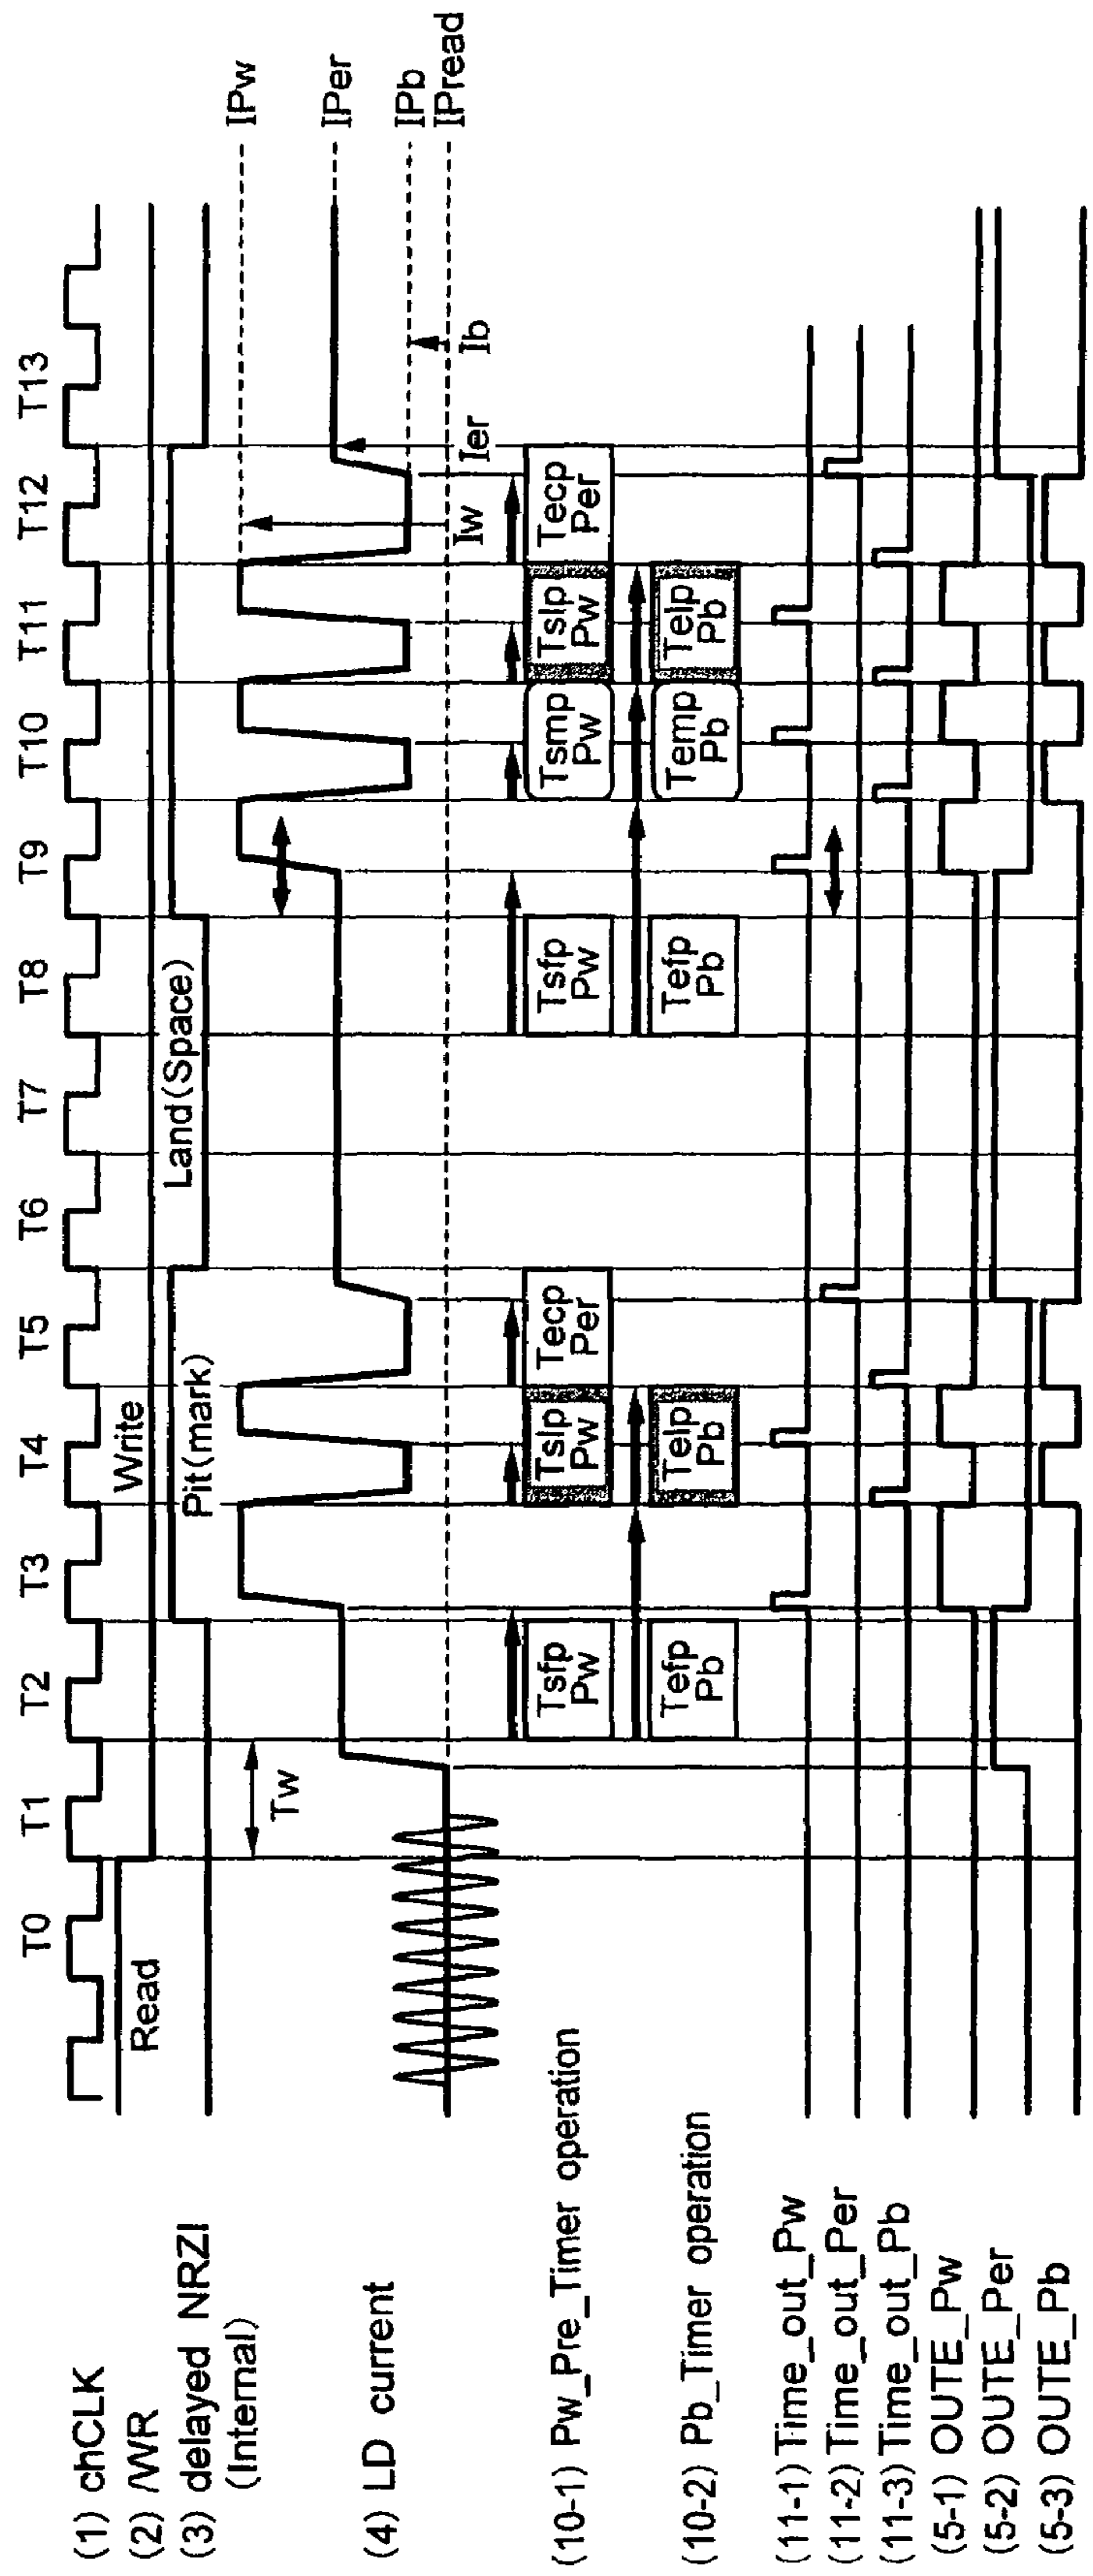 T0 T1 T2 T3 T4 T5 T6 T7 T8 T9 T10 T11 T12 T13
(1) chCLK
(2) /WR
Read
Write
(3) delayed NRZI
(Internal)
Pit(mark)
Land(Space)
Tw
IPw
IPer
IPb
IPread
(4) LD current
Iw
Ier
Ib
(10-1) Pw_Pre_Timer operation
Tsfp Pw
Tslp Pw
Tecp Per
Tsfp Pw
Tsmp Pw
Tslp Pw
Tecp Per
(10-2) Pb_Timer operation
Tefp Pb
Telp Pb
Tefp Pb
Temp Pb
Telp Pb
(11-1) Time_out_Pw
(11-2) Time_out_Per
(11-3) Time_out_Pb
(5-1) OUTE_Pw
(5-2) OUTE_Per
(5-3) OUTE_Pb